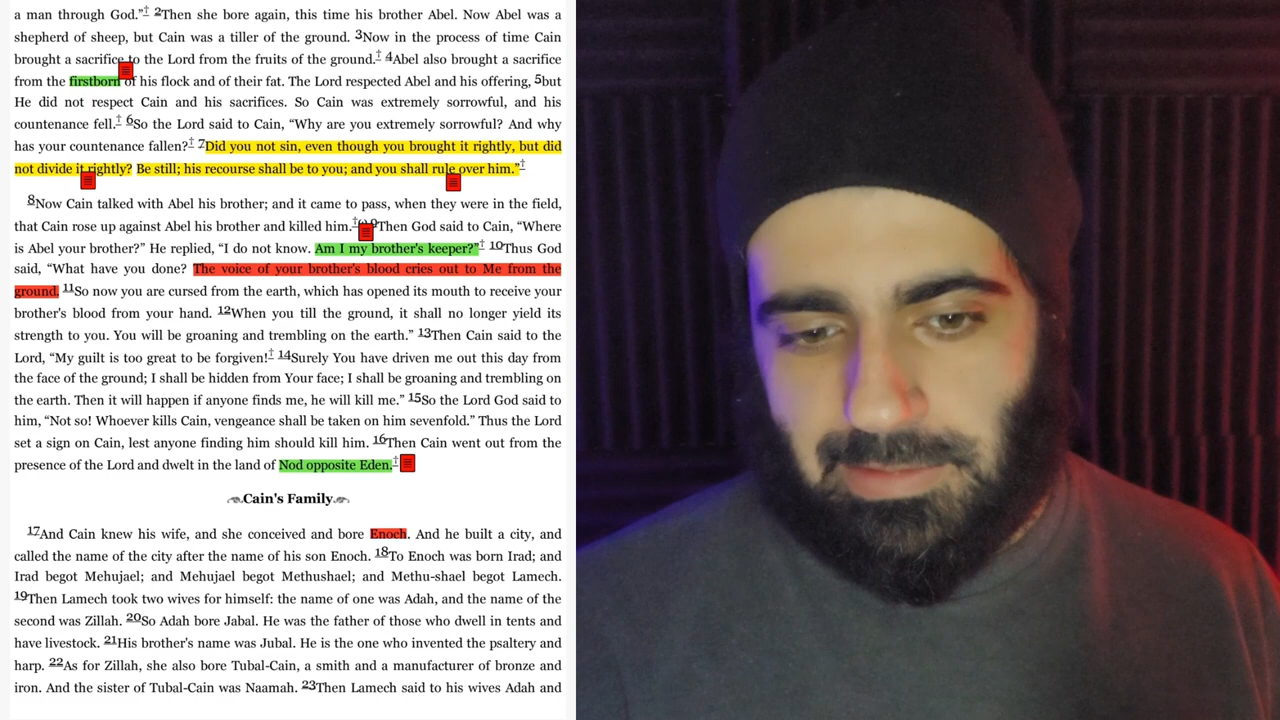 a man through God.”† 2Then she bore again, this time his brother Abel. Now Abel was a
shepherd of sheep, but Cain was a tiller of the ground. 3Now in the process of time Cain
brought a sacrifice to the Lord from the fruits of the ground.† 4Abel also brought a sacrifice
from the firstborn of his flock and of their fat. The Lord respected Abel and his offering, 5but
He did not respect Cain and his sacrifices. So Cain was extremely sorrowful, and his
countenance fell.† 6So the Lord said to Cain, “Why are you extremely sorrowful? And why
has your countenance fallen?† 7Did you not sin, even though you brought it rightly, but did
not divide it rightly? Be still; his recourse shall be to you; and you shall rule over him.”†
8Now Cain talked with Abel his brother; and it came to pass, when they were in the field,
that Cain rose up against Abel his brother and killed him.† 9Then God said to Cain, “Where
is Abel your brother?” He replied, “I do not know. Am I my brother's keeper?”† 10Thus God
said, “What have you done? The voice of your brother's blood cries out to Me from the
ground. 11So now you are cursed from the earth, which has opened its mouth to receive your
brother's blood from your hand. 12When you till the ground, it shall no longer yield its
strength to you. You will be groaning and trembling on the earth.” 13Then Cain said to the
Lord, “My guilt is too great to be forgiven!† 14Surely You have driven me out this day from
the face of the ground; I shall be hidden from Your face; I shall be groaning and trembling on
the earth. Then it will happen if anyone finds me, he will kill me.” 15So the Lord God said to
him, “Not so! Whoever kills Cain, vengeance shall be taken on him sevenfold.” Thus the Lord
set a sign on Cain, lest anyone finding him should kill him. 16Then Cain went out from the
presence of the Lord and dwelt in the land of Nod opposite Eden.†
Cain's Family
17And Cain knew his wife, and she conceived and bore Enoch. And he built a city, and
called the name of the city after the name of his son Enoch. 18To Enoch was born Irad; and
Irad begot Mehujael; and Mehujael begot Methushael; and Methu-shael begot Lamech.
19Then Lamech took two wives for himself: the name of one was Adah, and the name of the
second was Zillah. 20So Adah bore Jabal. He was the father of those who dwell in tents and
have livestock. 21His brother's name was Jubal. He is the one who invented the psaltery and
harp. 22As for Zillah, she also bore Tubal-Cain, a smith and a manufacturer of bronze and
iron. And the sister of Tubal-Cain was Naamah. 23Then Lamech said to his wives Adah and